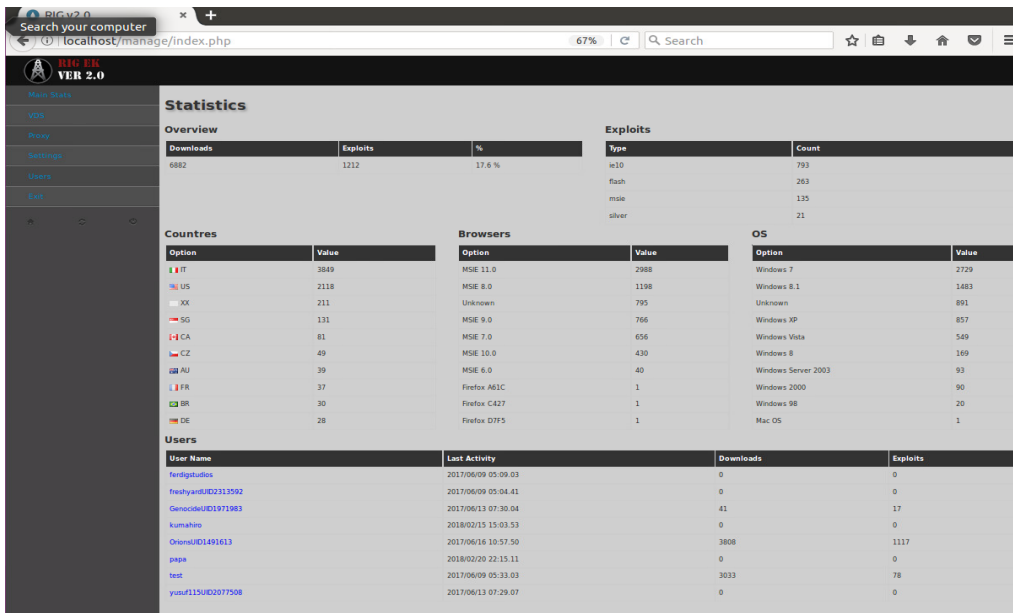 RIG v2.0
Search your computer
localhost/manage/index.php
67%
Search
RIG EK
VER 2.0
Main Stats
VDS
Proxy
Settings
Users
Exit
Statistics
Overview
Downloads Exploits %
6882 1212 17.6 %
Exploits
Type Count
ie10 793
flash 263
msie 135
silver 21
Countres
Option Value
IT 3849
US 2118
XX 211
SG 131
CA 81
CZ 49
AU 39
FR 37
BR 30
DE 28
Browsers
Option Value
MSIE 11.0 2988
MSIE 8.0 1198
Unknown 795
MSIE 9.0 766
MSIE 7.0 656
MSIE 10.0 430
MSIE 6.0 40
Firefox A61C 1
Firefox C427 1
Firefox D7F5 1
OS
Option Value
Windows 7 2729
Windows 8.1 1483
Unknown 891
Windows XP 857
Windows Vista 549
Windows 8 169
Windows Server 2003 93
Windows 2000 90
Windows 98 20
Mac OS 1
Users
User Name Last Activity Downloads Exploits
ferdigstudios 2017/06/09 05:09.03 0 0
freshyardUID2313592 2017/06/09 05:04.41 0 0
GenocideUID1971983 2017/06/13 07:30.04 41 17
kumahiro 2018/02/15 15:03.53 0 0
OrionsUID1491613 2017/06/16 10:57.50 3808 1117
papa 2018/02/20 22:15.11 0 0
test 2017/06/09 05:33.03 3033 78
yusuf115UID2077508 2017/06/13 07:29.07 0 0